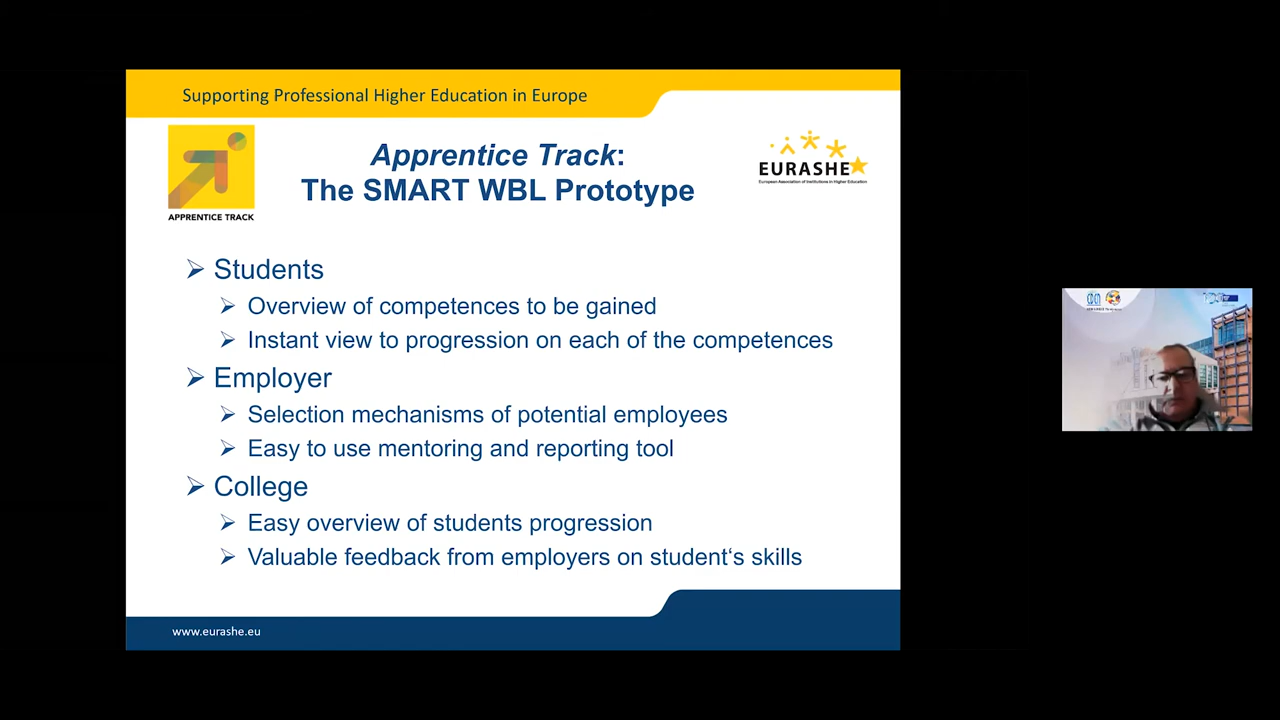 Supporting Professional Higher Education in Europe
APPRENTICE TRACK
Apprentice Track:
The SMART WBL Prototype
EURASHE
European Association of Institutions in Higher Education
➢ Students
➢ Overview of competences to be gained
➢ Instant view to progression on each of the competences
➢ Employer
➢ Selection mechanisms of potential employees
➢ Easy to use mentoring and reporting tool
➢ College
➢ Easy overview of students progression
➢ Valuable feedback from employers on student‘s skills
www.eurashe.eu